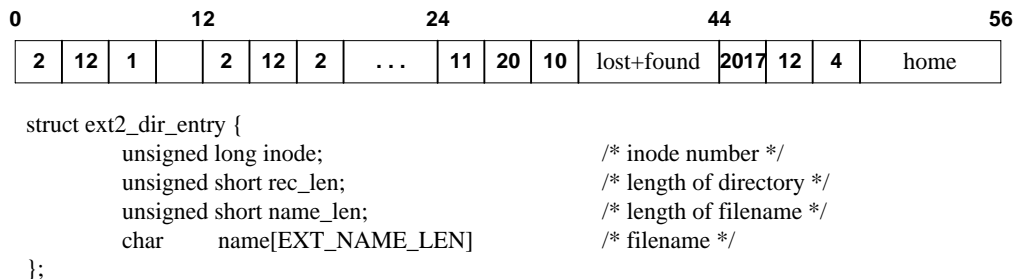 0 12 24 44 56
2 12 1 2 12 2 . . . 11 20 10 lost+found 2017 12 4 home
struct ext2_dir_entry {
unsigned long inode; /* inode number */
unsigned short rec_len; /* length of directory */
unsigned short name_len; /* length of filename */
char name[EXT_NAME_LEN] /* filename */
};